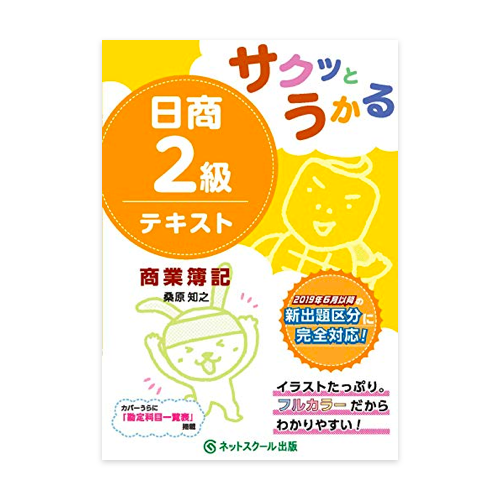 サクッと
うかる
日商
2級
テキスト
商業簿記
桑原 知之
2019年6月以降の
新出題区分に
完全対応!
イラストたっぷり。
フルカラーだから
わかりやすい!
カバーうらに
「勘定科目一覧表」
掲載
ネットスクール出版